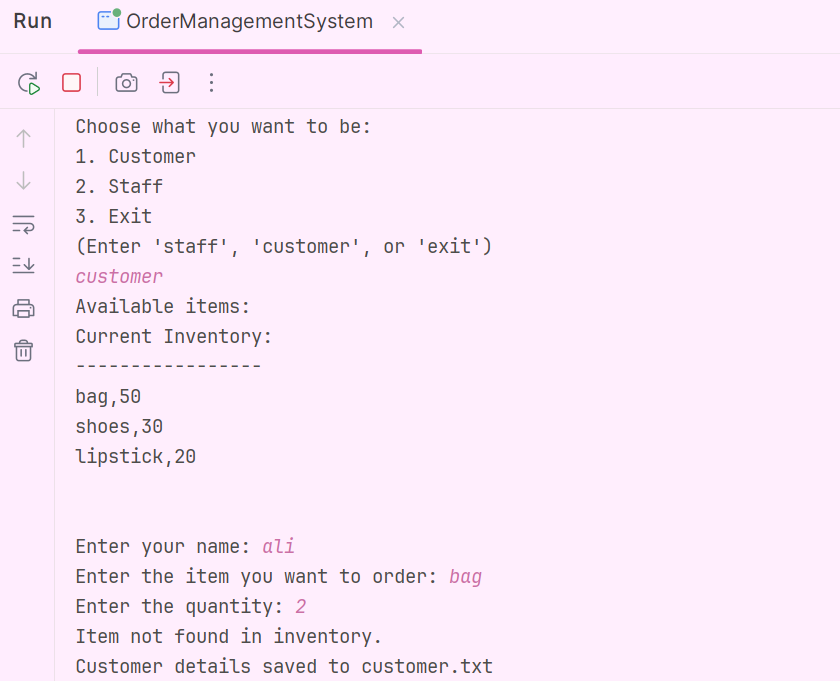 Run OrderManagementSystem
Choose what you want to be:
1. Customer
2. Staff
3. Exit
(Enter 'staff', 'customer', or 'exit')
customer
Available items:
Current Inventory:
-----------------
bag,50
shoes,30
lipstick,20
Enter your name: ali
Enter the item you want to order: bag
Enter the quantity: 2
Item not found in inventory.
Customer details saved to customer.txt